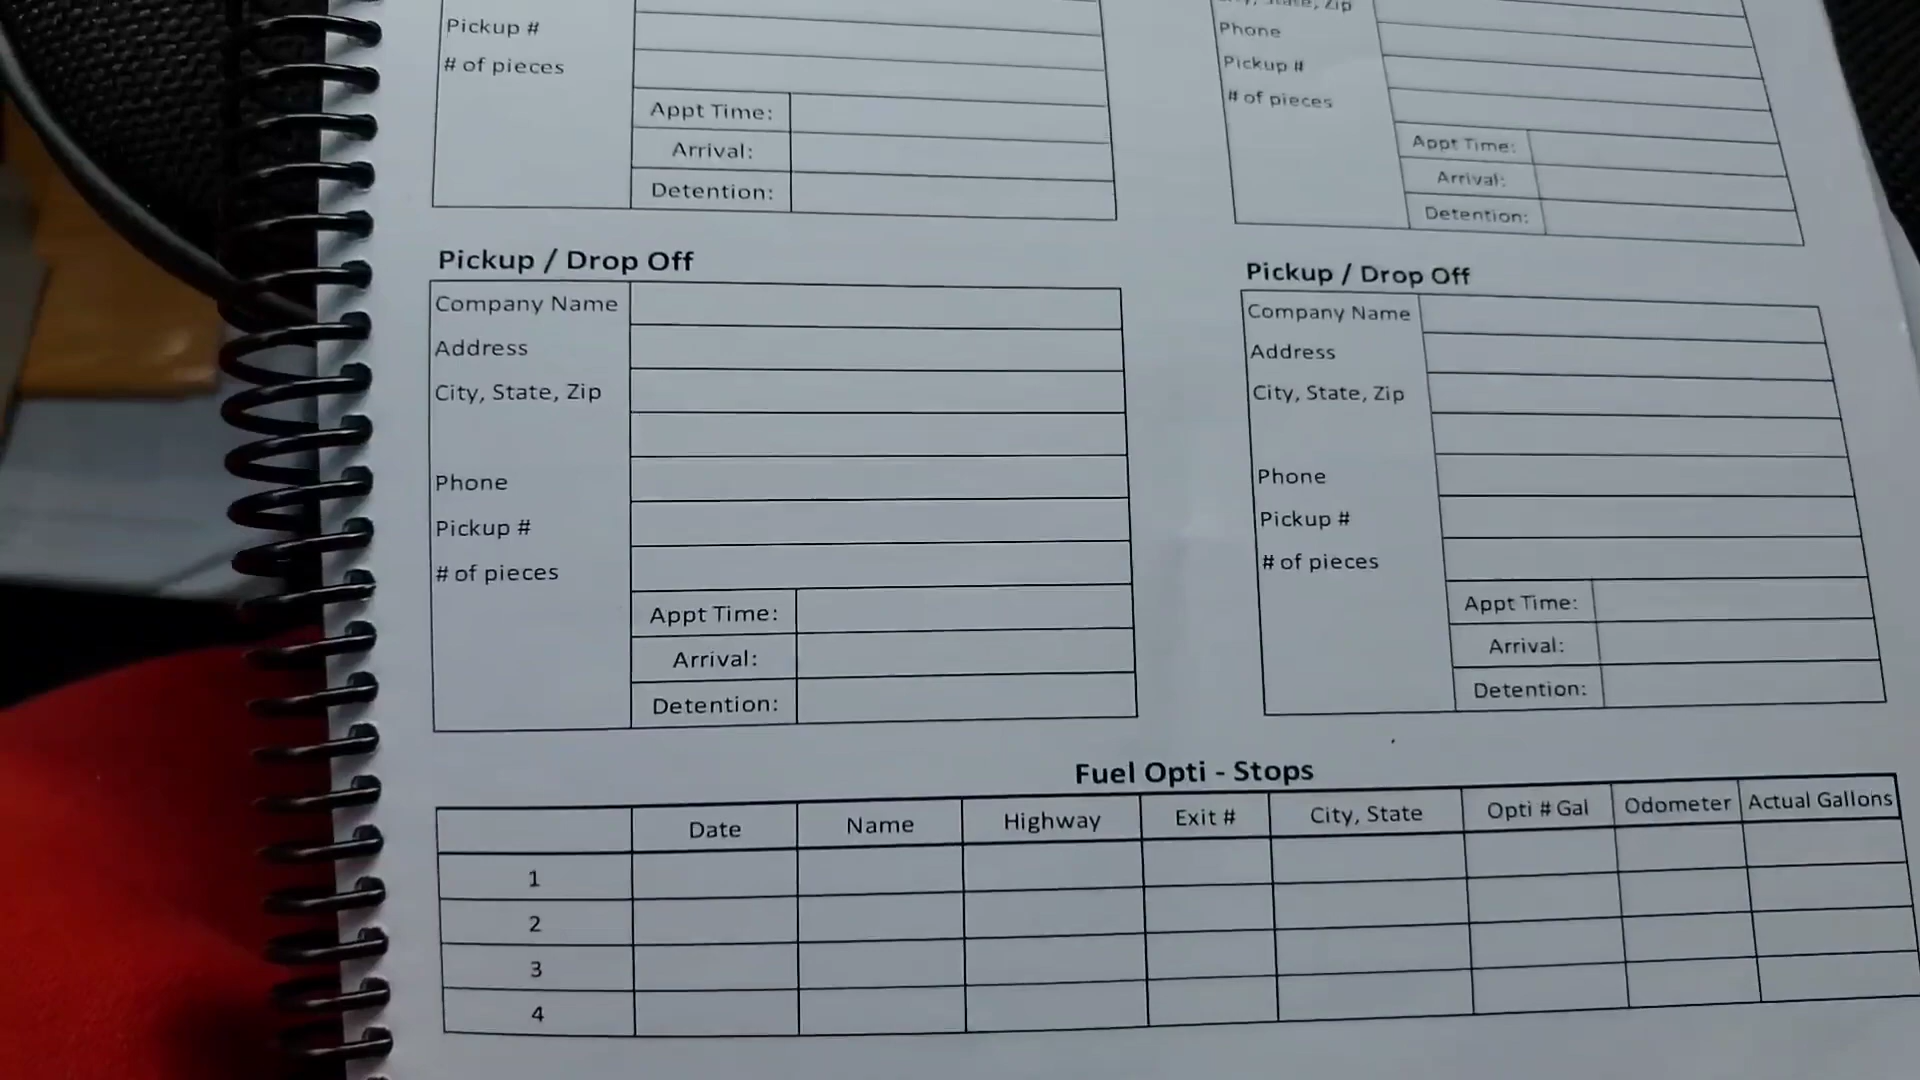 Pickup #
# of pieces
Appt Time:
Arrival:
Detention:
State, Zip
Phone
Pickup #
# of pieces
Appt Time:
Arrival:
Detention:
Pickup / Drop Off
Company Name
Address
City, State, Zip
Phone
Pickup #
# of pieces
Appt Time:
Arrival:
Detention:
Pickup / Drop Off
Company Name
Address
City, State, Zip
Phone
Pickup #
# of pieces
Appt Time:
Arrival:
Detention:
Fuel Opti - Stops
Date Name Highway Exit # City, State Opti # Gal Odometer Actual Gallons
1
2
3
4